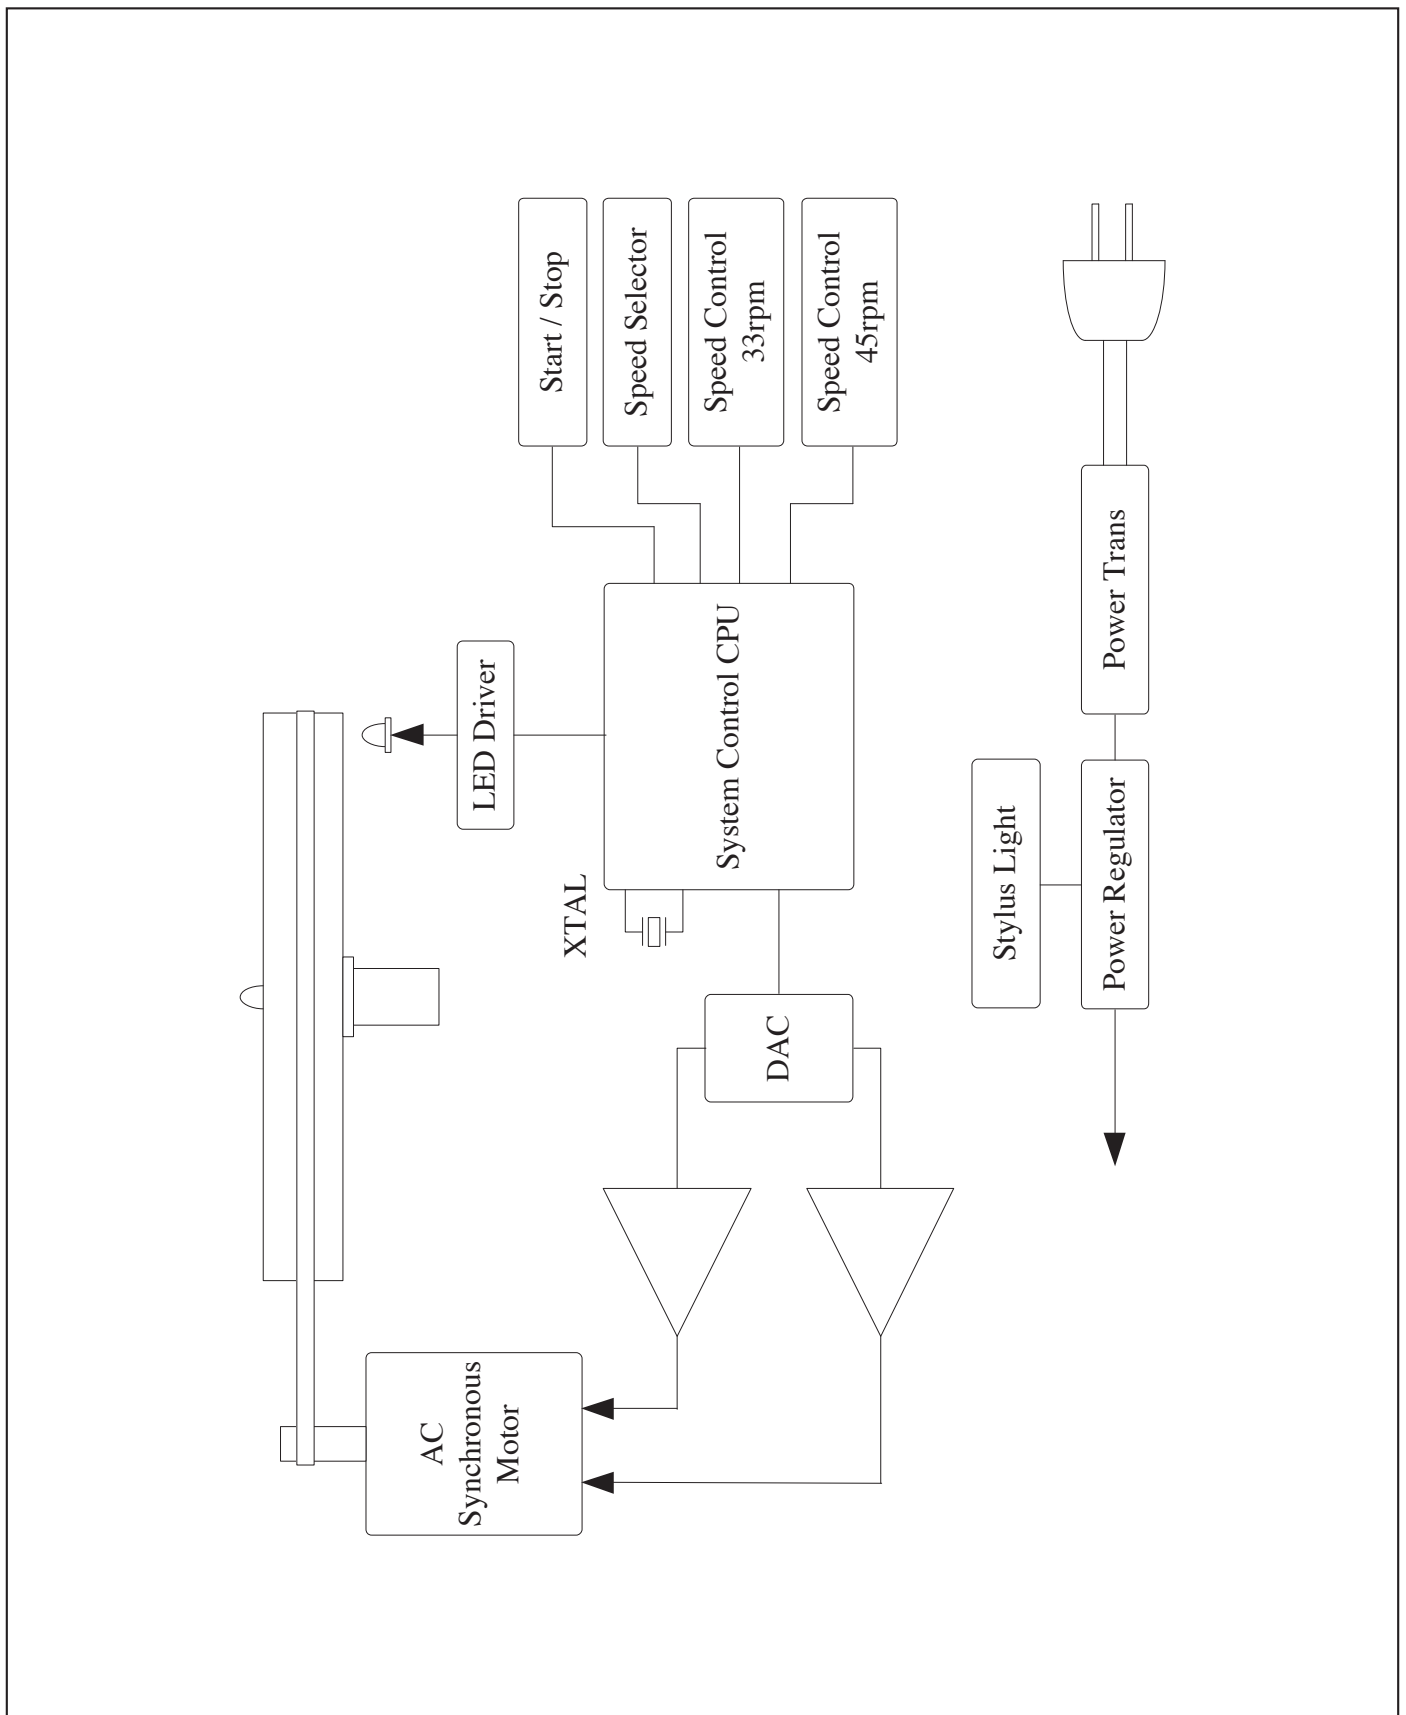 Start / Stop
Speed Selector
Speed Control
33rpm
Speed Control
45rpm
LED Driver
System Control CPU
XTAL
DAC
AC
Synchronous
Motor
Power Trans
Stylus Light
Power Regulator